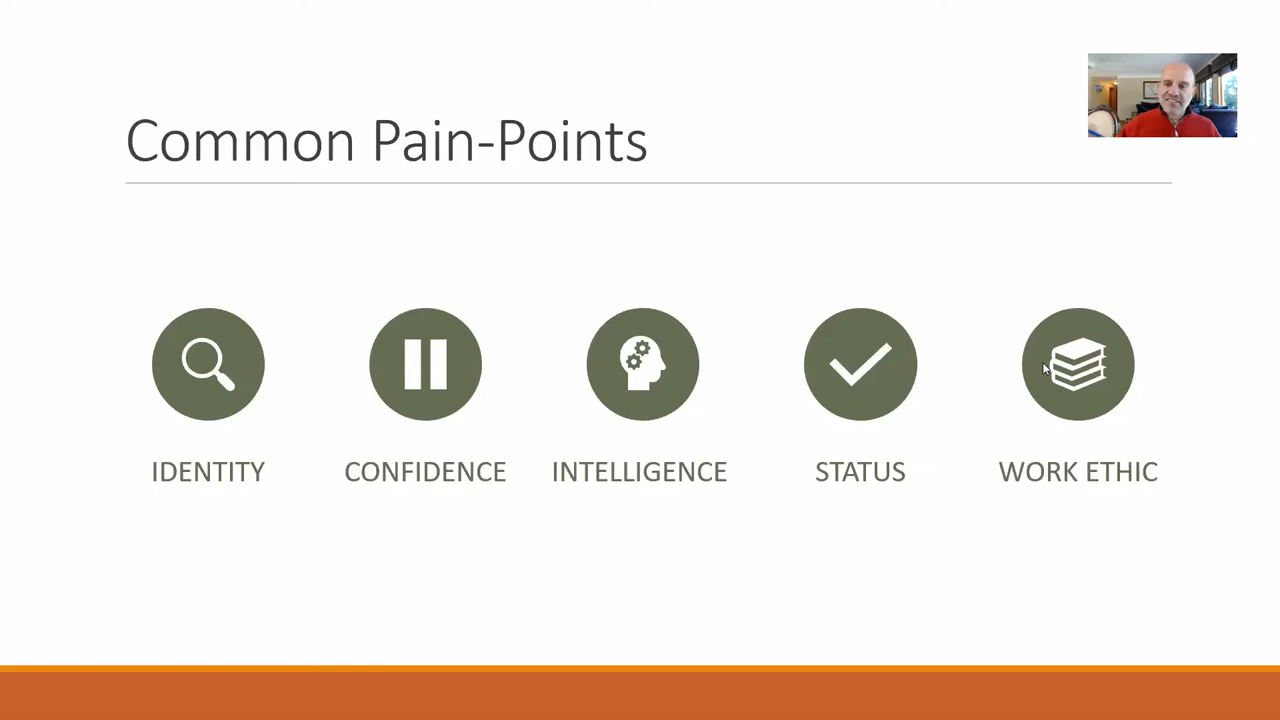 Common Pain-Points
IDENTITY
CONFIDENCE
INTELLIGENCE
STATUS
WORK ETHIC